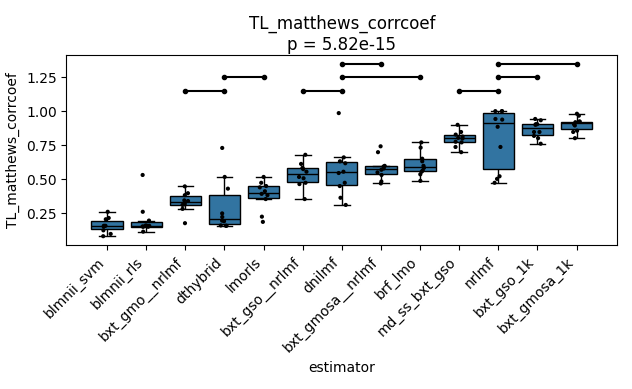 TL_matthews_corrcoef
p = 5.82e-15
TL_matthews_corrcoef
1.25
1.00
0.75
0.50
0.25
blmnii_svm
blmnii_rls
bxt_gmo__nrlmf
dthybrid
lmorls
bxt_gso__nrlmf
dnilmf
bxt_gmosa__nrlmf
brf_lmo
md_ss_bxt_gso
nrlmf
bxt_gso_1k
bxt_gmosa_1k
estimator